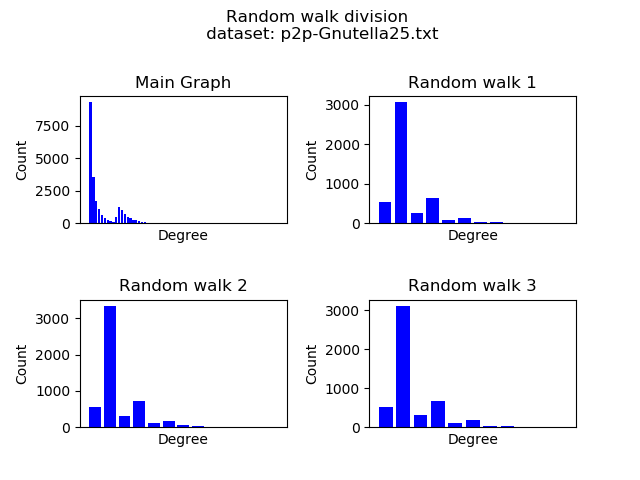 Random walk division
dataset: p2p-Gnutella25.txt
Main Graph
7500
5000
2500
0
Count
Degree
Random walk 1
3000
2000
1000
0
Count
Degree
Random walk 2
3000
2000
1000
0
Count
Degree
Random walk 3
3000
2000
1000
0
Count
Degree